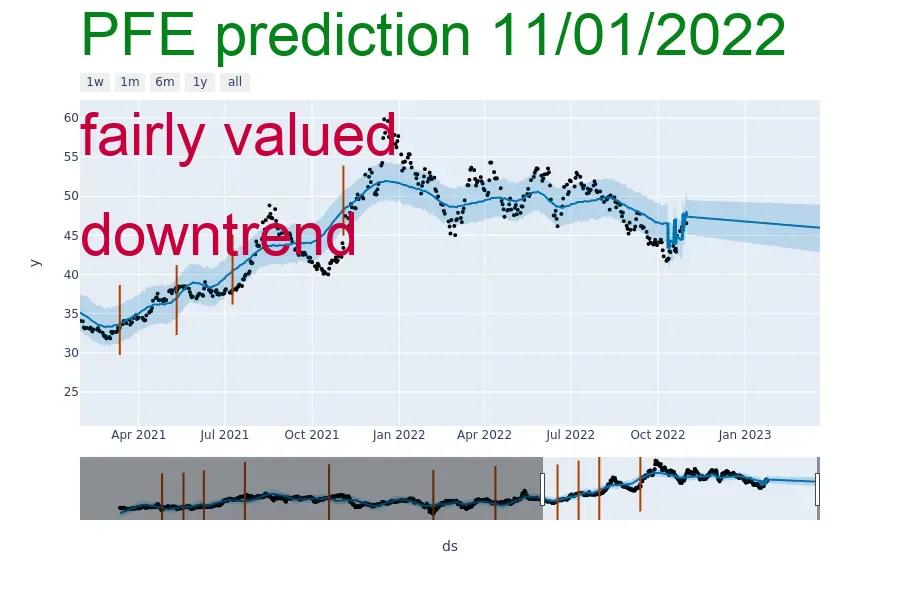 PFE prediction 11/01/2022
1w 1m 6m 1y all
fairly valued
downtrend
60
55
50
45
40
35
30
25
y
Apr 2021 Jul 2021 Oct 2021 Jan 2022 Apr 2022 Jul 2022 Oct 2022 Jan 2023
ds